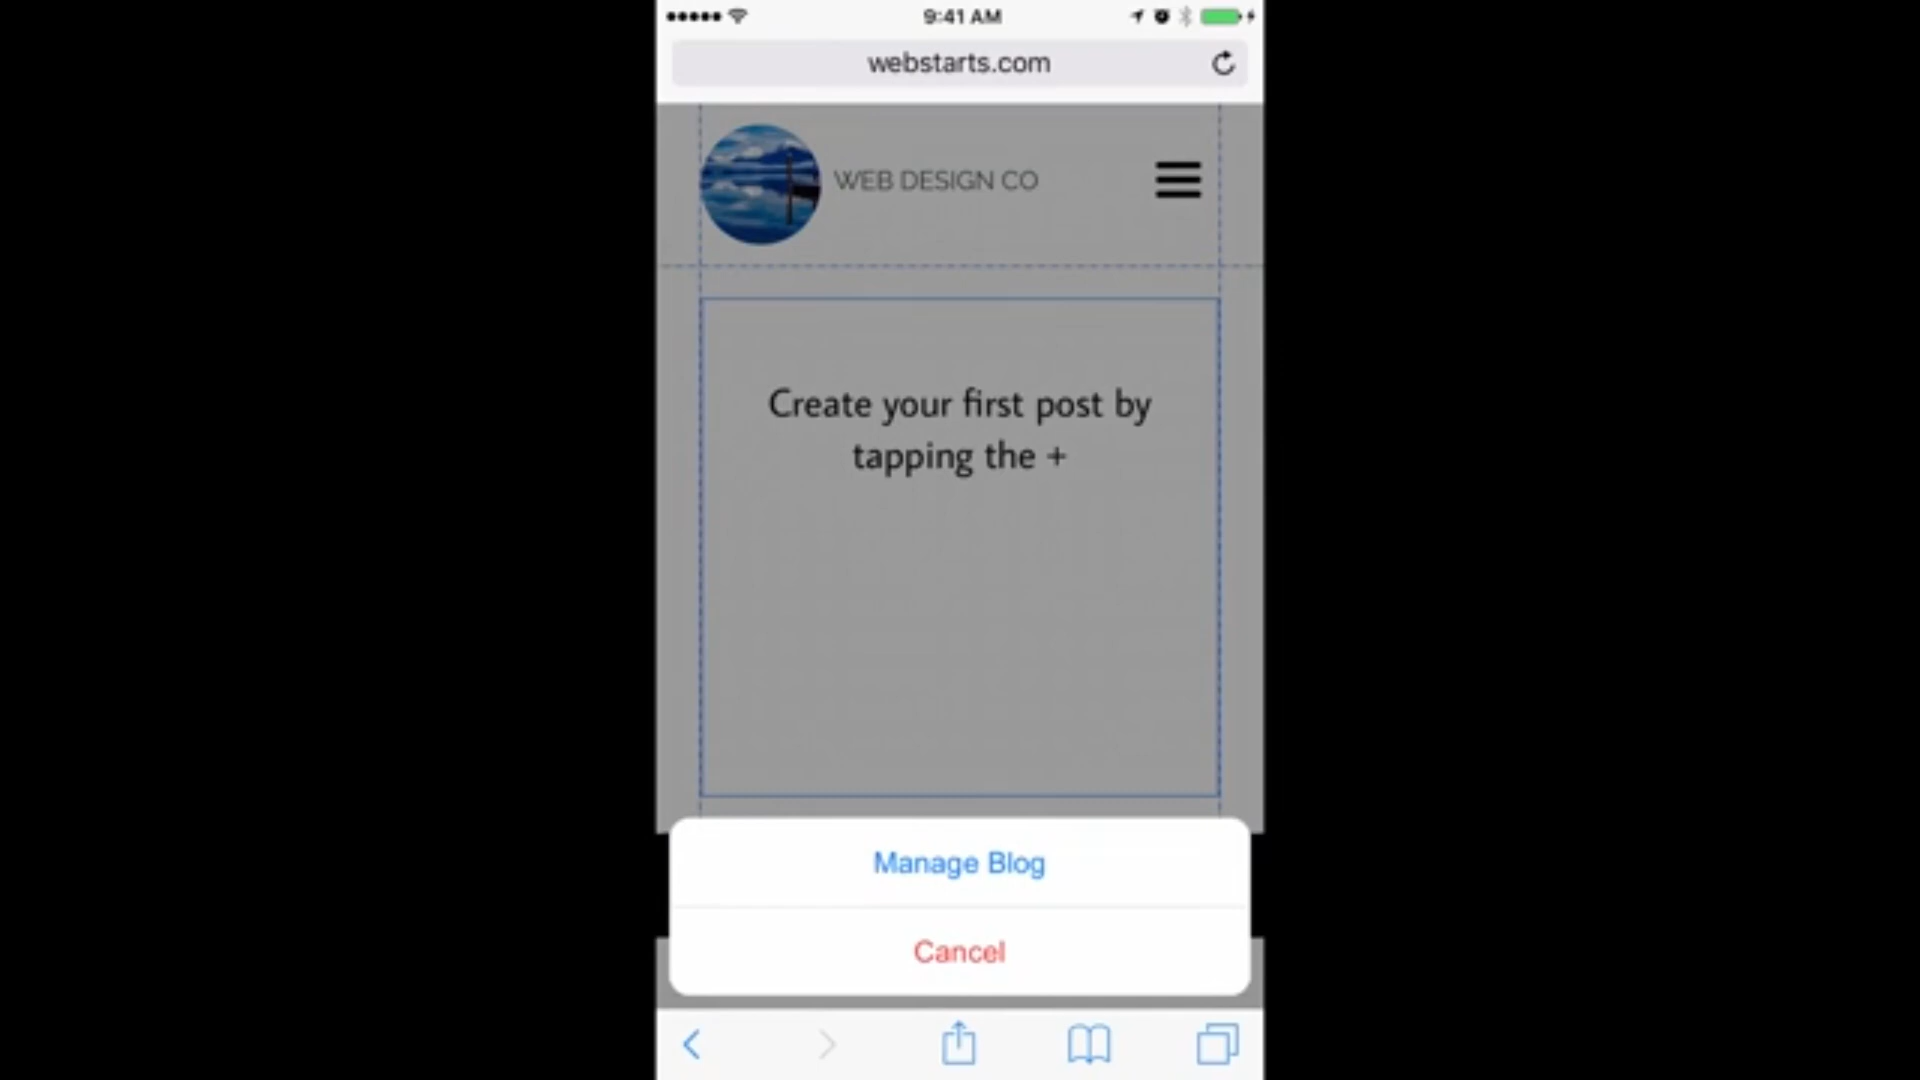 9:41 AM
webstarts.com
WEB DESIGN CO
Create your first post by
tapping the +
Manage Blog
Cancel